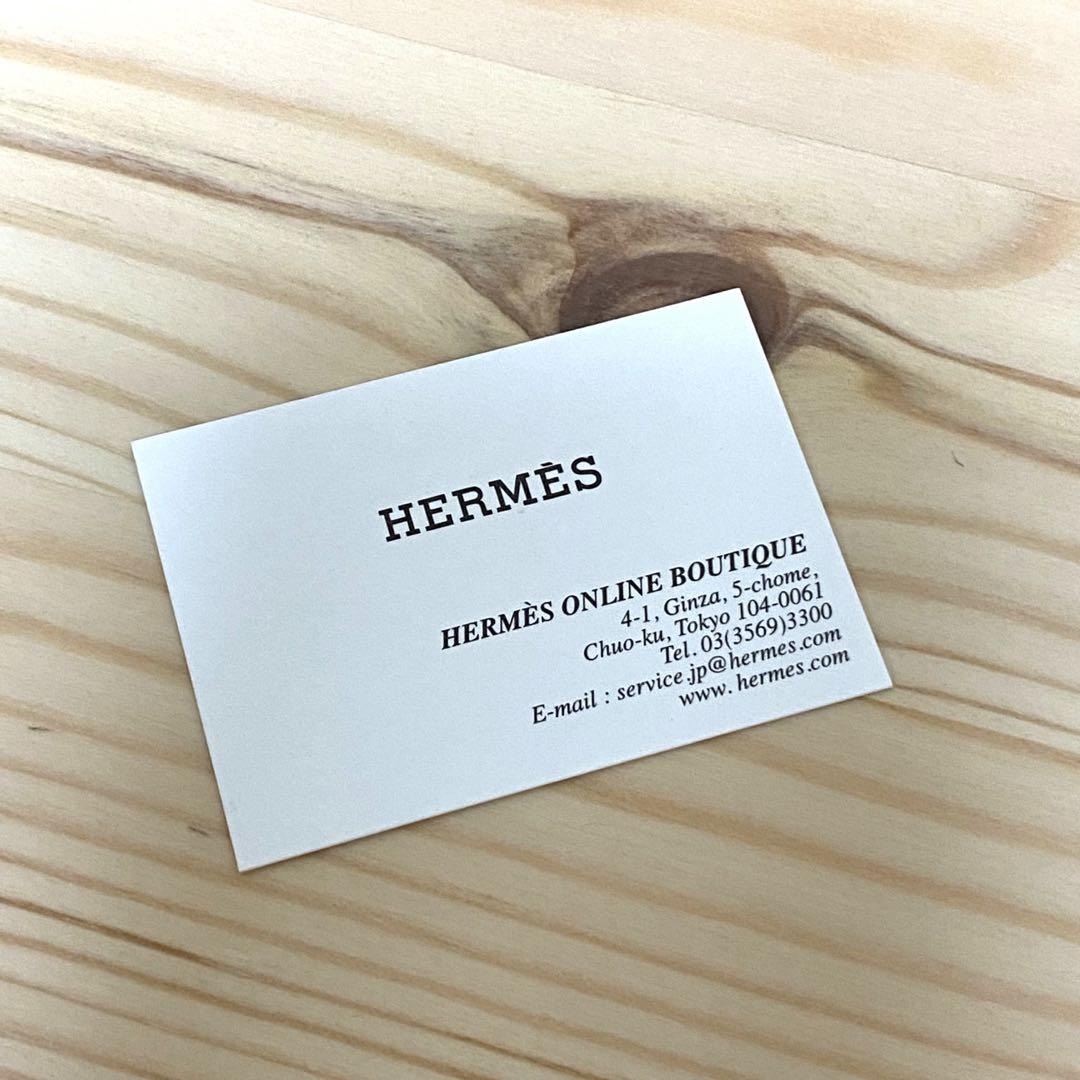 HERMĒS
HERMÈS ONLINE BOUTIQUE
4-1, Ginza, 5-chome,
Chuo-ku, Tokyo 104-0061
Tel. 03(3569)3300
E-mail : service.jp@hermes.com
www. hermes.com